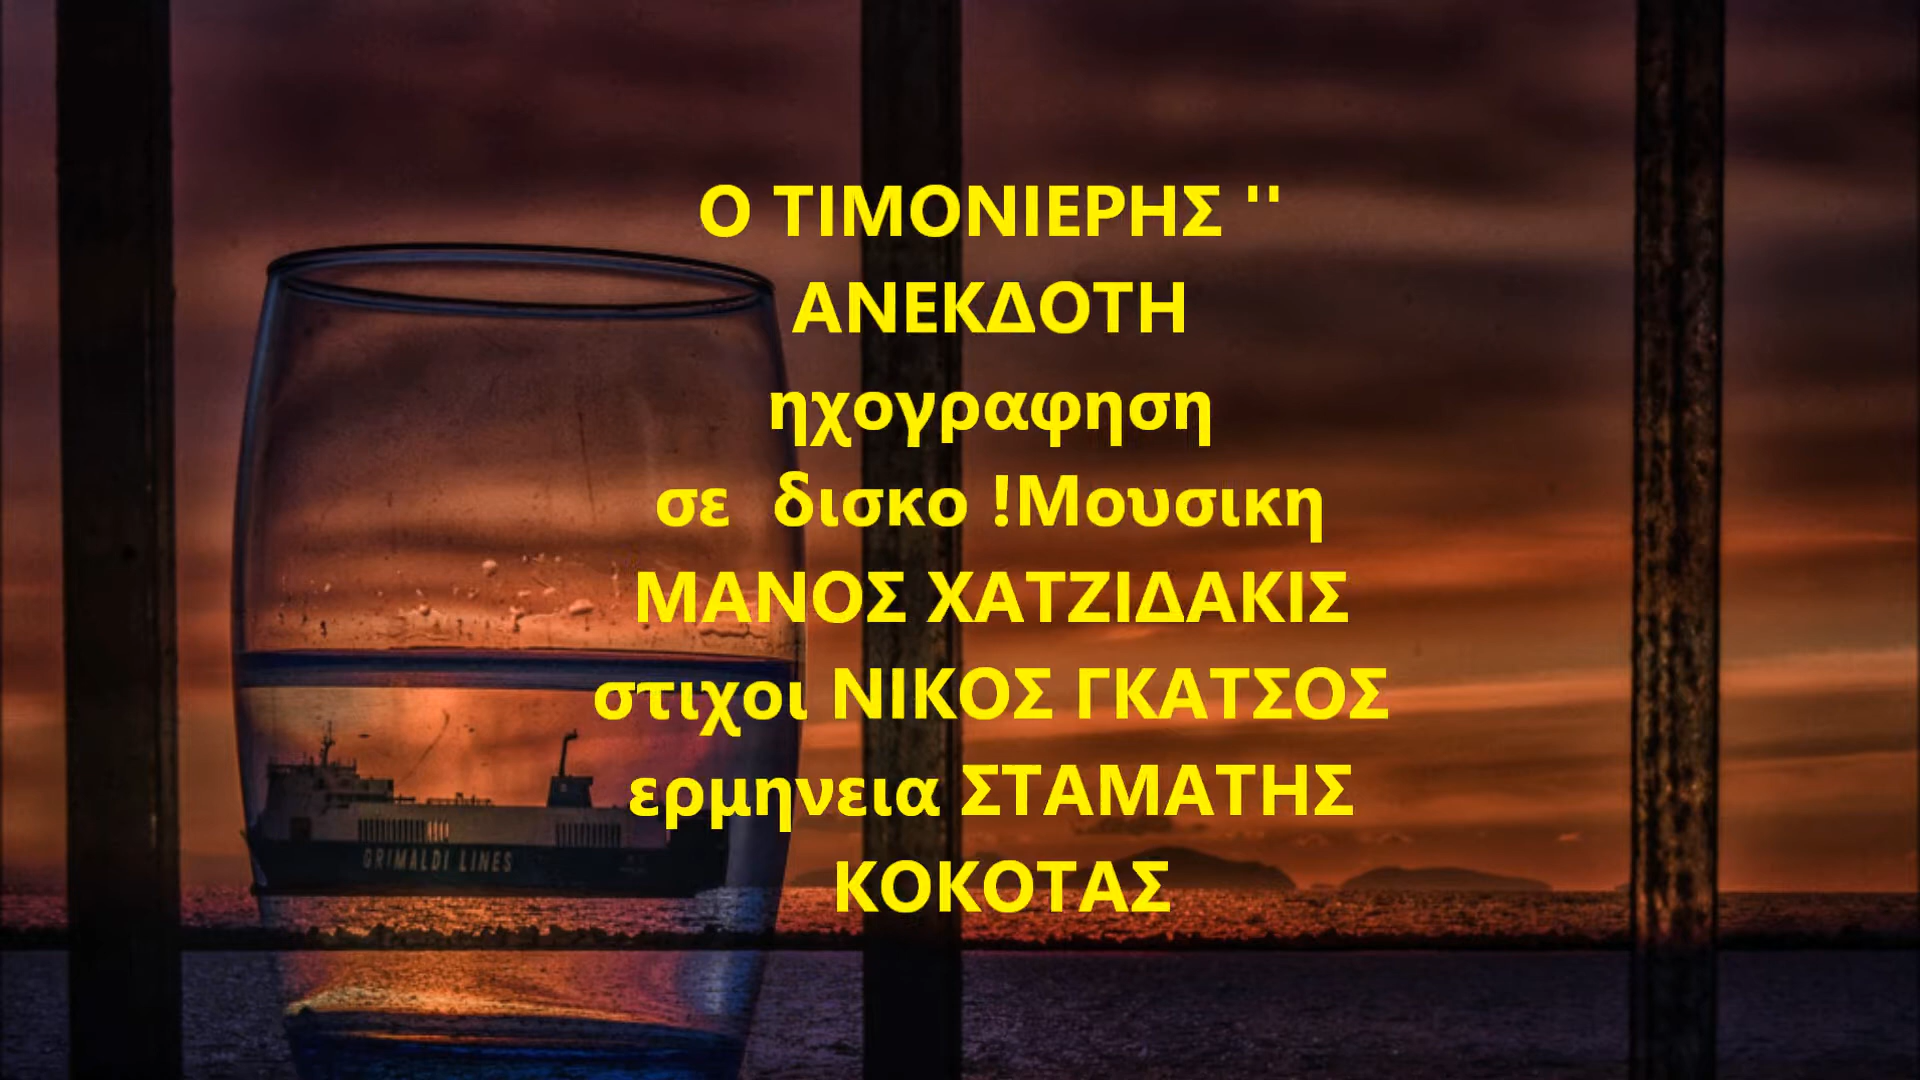 Ο ΤΙΜΟΝΙΕΡΗΣ ''
ΑΝΕΚΔΟΤΗ
ηχογραφηση
σε  δισκο !Μουσικη
ΜΑΝΟΣ ΧΑΤΖΙΔΑΚΙΣ
στιχοι ΝΙΚΟΣ ΓΚΑΤΣΟΣ
ερμηνεια ΣΤΑΜΑΤΗΣ
ΚΟΚΟΤΑΣ
GRIMALDI LINES